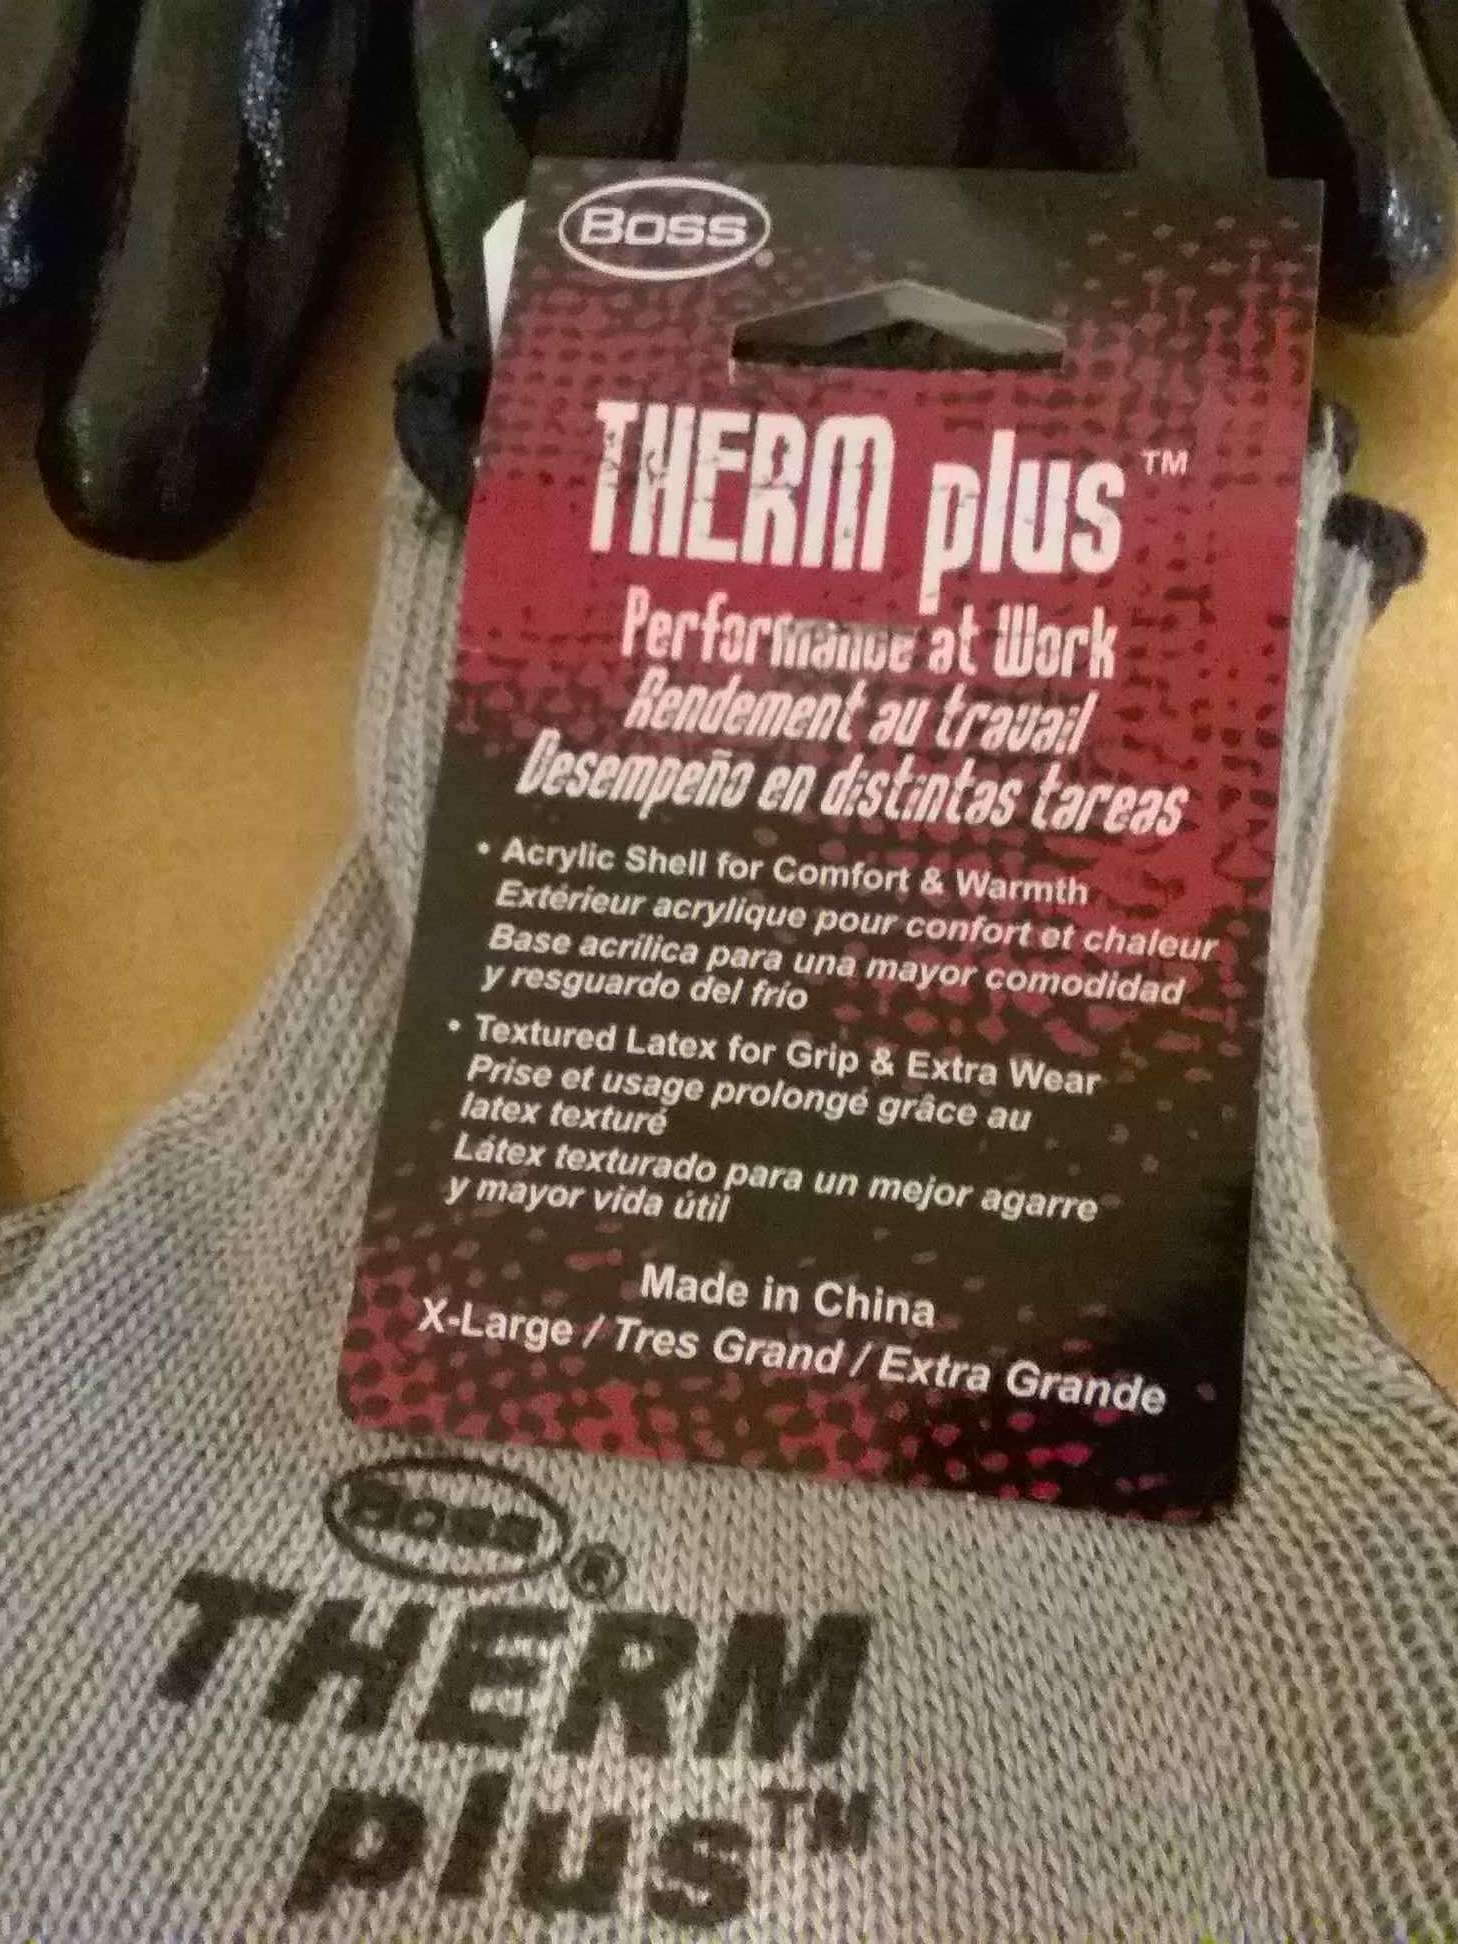 BOSS
THERM plus™
Performance at Work
Rendement au travail
Desempeño en distintas tareas
• Acrylic Shell for Comfort & Warmth
Extérieur acrylique pour confort et chaleur
Base acrílica para una mayor comodidad
y resguardo del frío
• Textured Latex for Grip & Extra Wear
Prise et usage prolongé grâce au
latex texturé
Látex texturado para un mejor agarre
y mayor vida útil
Made in China
X-Large / Tres Grand / Extra Grande
BOSS®
THERM
plus™